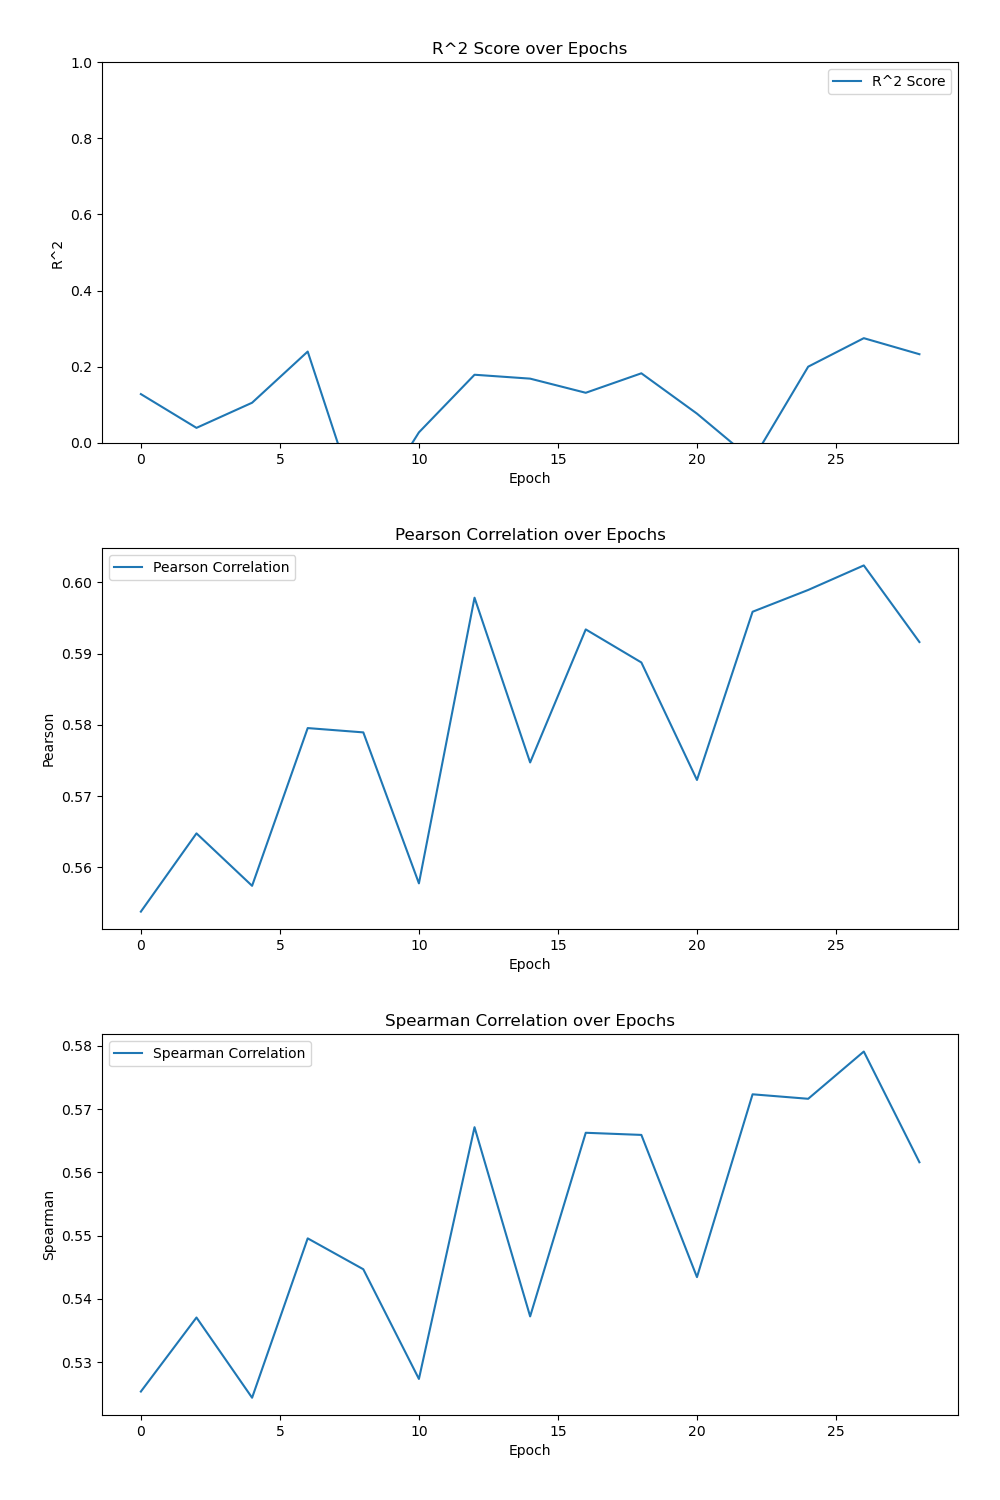 R^2 Score over Epochs
1.0
R^2 Score
0.8
0.6
R^2
0.4
0.2
0.0
0 5 10 15 20 25
Epoch
Pearson Correlation over Epochs
Pearson Correlation
0.60
0.59
0.58
Pearson
0.57
0.56
0 5 10 15 20 25
Epoch
Spearman Correlation over Epochs
0.58
Spearman Correlation
0.57
0.56
0.55
Spearman
0.54
0.53
0 5 10 15 20 25
Epoch